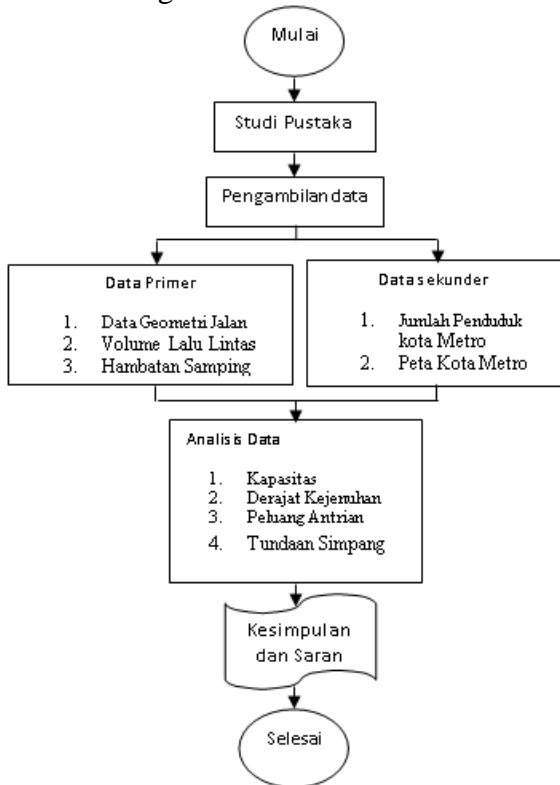 Mulai
Studi Pustaka
Pengambilan data
Data Primer
1. Data Geometri Jalan
2. Volume Lalu Lintas
3. Hambatan Samping
Data sekunder
1. Jumlah Penduduk
kota Metro
2. Peta Kota Metro
Analisis Data
1. Kapasitas
2. Derajat Kejenuhan
3. Peluang Antrian
4. Tundaan Simpang
Kesimpulan
dan Saran
Selesai